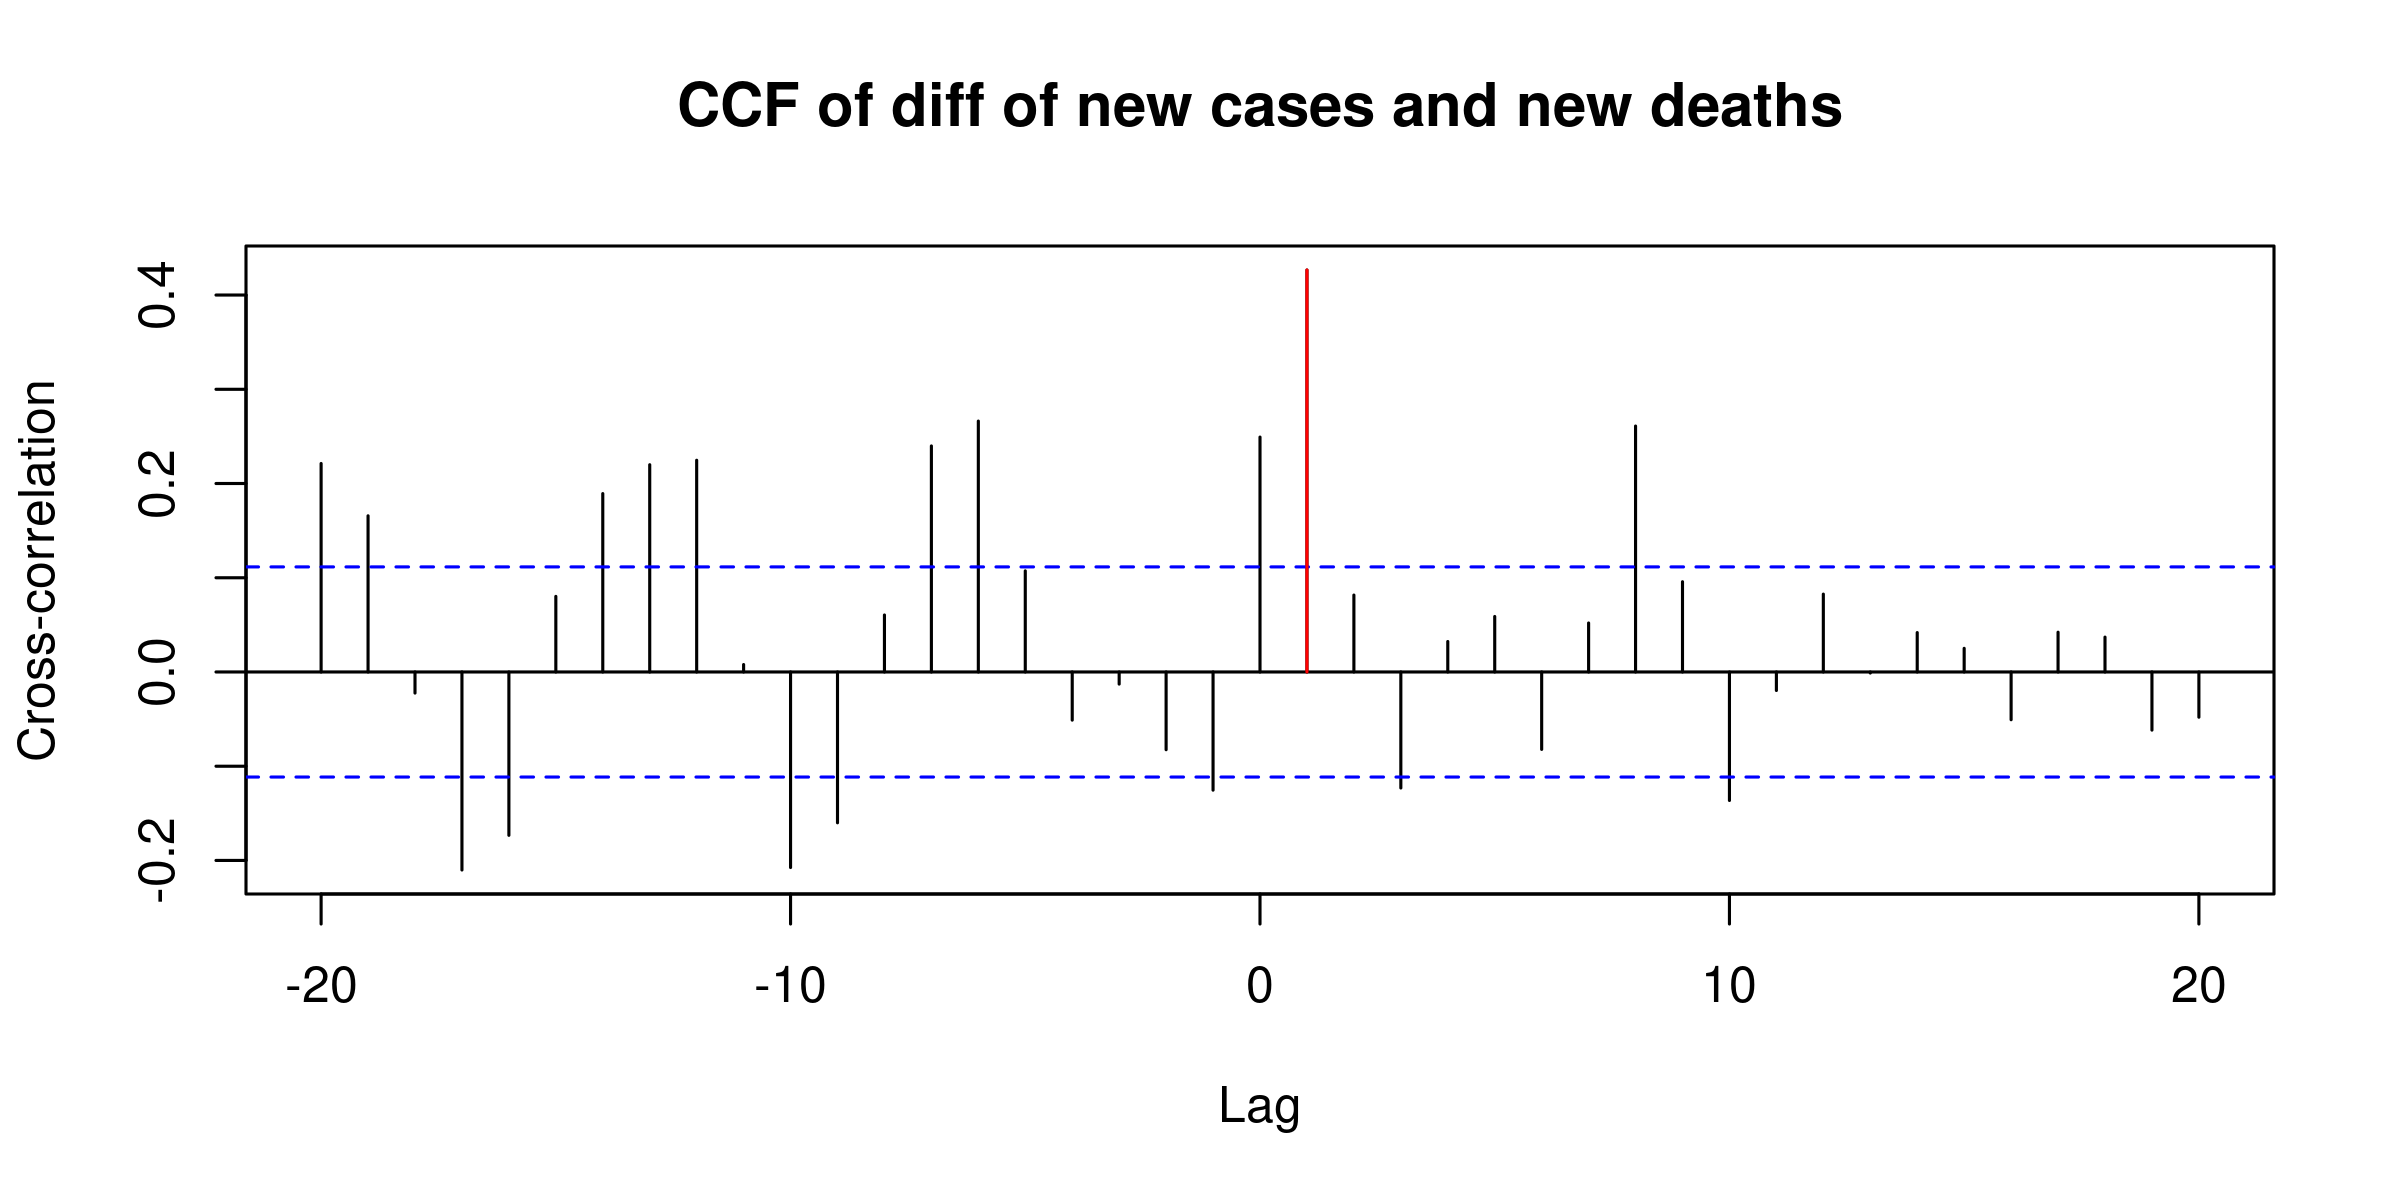 CCF of diff of new cases and new deaths
Cross-correlation
0.4
0.2
0.0
-0.2
-20 -10 0 10 20
Lag